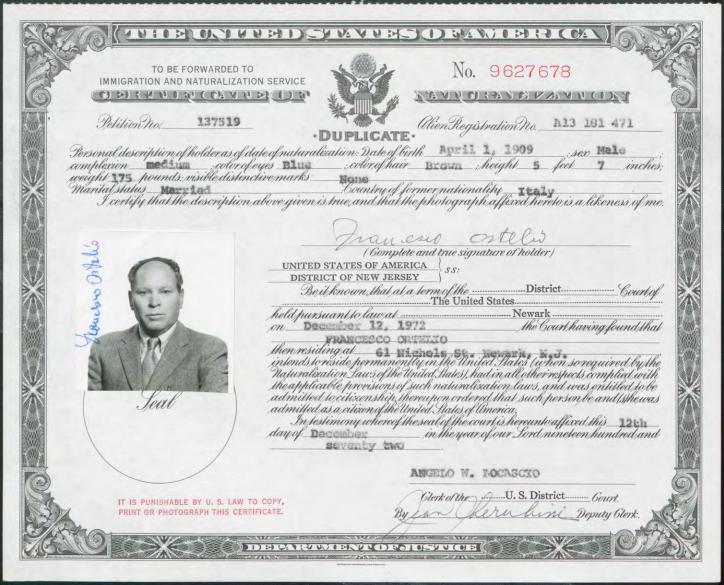 THE UNITED STATES OF AMERICA
TO BE FORWARDED TO
IMMIGRATION AND NATURALIZATION SERVICE
No. 9627678
CERTIFICATE OF NATURALIZATION
Petition No. 137519 Alien Registration No. A13 181 471
·DUPLICATE·
Personal description of holder as of date of naturalization: Date of birth April 1, 1909 ; sex Male
complexion medium ; color of eyes Blue ; color of hair Brown ; height 5 feet 7 inches;
weight 175 pounds; visible distinctive marks None
Marital status Married Country of former nationality Italy
I certify that the description above given is true, and that the photograph affixed hereto is a likeness of me.
Francesco Ortelio
Francesco Ortelio
(Complete and true signature of holder)
UNITED STATES OF AMERICA
DISTRICT OF NEW JERSEY
ss:
Be it known, that at a term of the District Court of
The United States
held pursuant to law at Newark
on December 12, 1972 the Court having found that
FRANCESCO ORTELIO
then residing at 61 Nichols St. Newark, N.J.
intends to reside permanently in the United States (when so required by the
Naturalization Laws of the United States), had in all other respects complied with
the applicable provisions of such naturalization laws, and was entitled to be
admitted to citizenship, thereupon ordered that such person be and (s)he was
admitted as a citizen of the United States of America.
Seal
In testimony whereof the seal of the court is hereunto affixed this 12th
day of December in the year of our Lord nineteen hundred and
seventy two
ANGELO W. LOCASCIO
Clerk of the U. S. District Court.
By Jean Deputy Clerk.
IT IS PUNISHABLE BY U. S. LAW TO COPY,
PRINT OR PHOTOGRAPH THIS CERTIFICATE.
DEPARTMENT OF JUSTICE